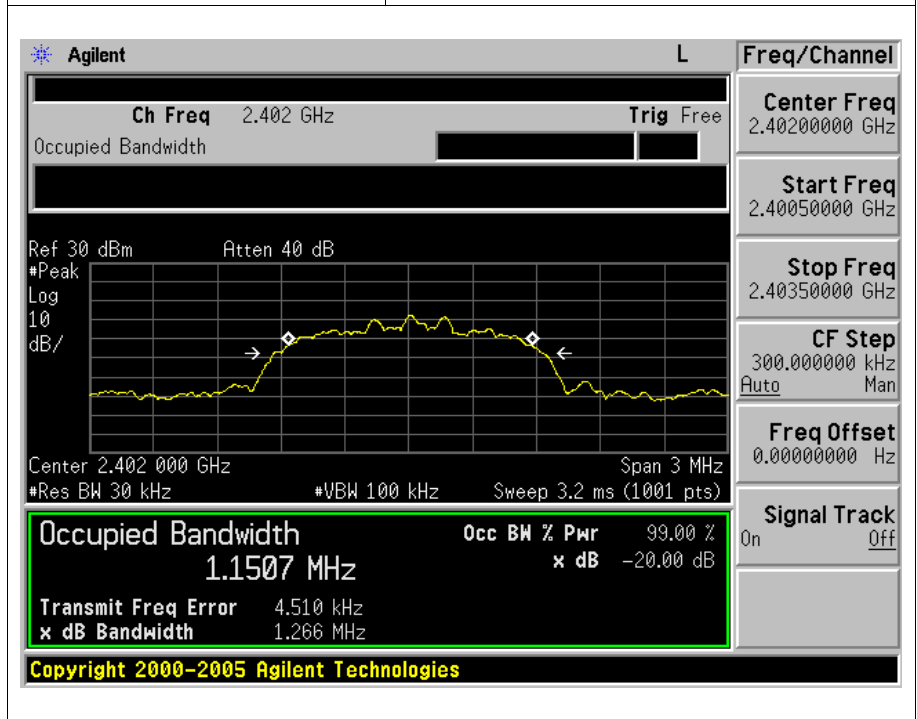 Agilent L Freq/Channel
Ch Freq 2.402 GHz Trig Free
Occupied Bandwidth
Center Freq
2.40200000 GHz
Start Freq
2.40050000 GHz
Stop Freq
2.40350000 GHz
CF Step
300.000000 kHz
Auto Man
Freq Offset
0.00000000 Hz
Signal Track
On Off
Ref 30 dBm Atten 40 dB
#Peak
Log
10
dB/
Center 2.402 000 GHz Span 3 MHz
#Res BW 30 kHz #VBW 100 kHz Sweep 3.2 ms (1001 pts)
Occupied Bandwidth Occ BW % Pwr 99.00 %
1.1507 MHz x dB -20.00 dB
Transmit Freq Error 4.510 kHz
x dB Bandwidth 1.266 MHz
Copyright 2000-2005 Agilent Technologies